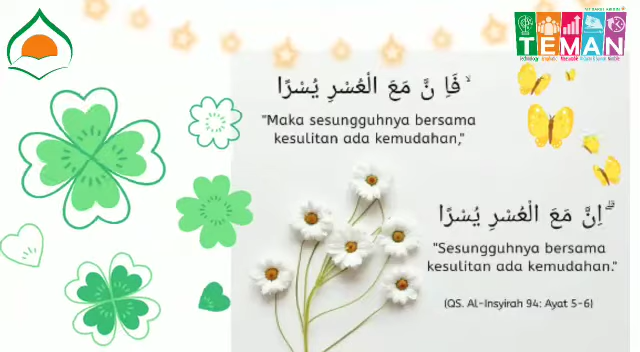 TEMAN
فَاِ نَّ مَعَ الْعُسْرِ يُسْرًا ۙ
"Maka sesungguhnya bersama
kesulitan ada kemudahan,"
اِنَّ مَعَ الْعُسْرِ يُسْرًا ۗ
"Sesungguhnya bersama
kesulitan ada kemudahan."
(QS. Al-Insyirah 94: Ayat 5-6)